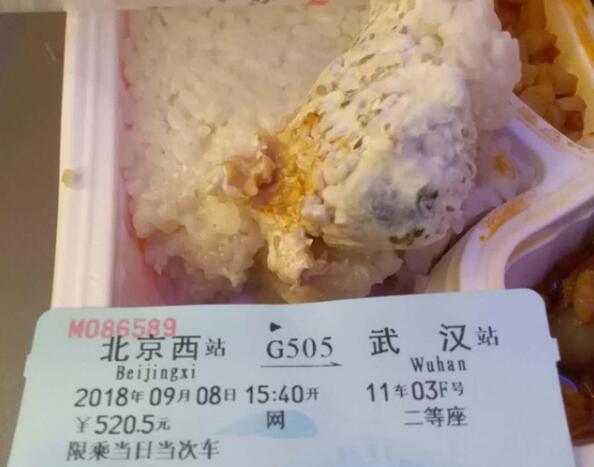 M086589
北京西站 G505 武汉站
Beijingxi Wuhan
2018年09月08日 15:40开 11车03F号
￥520.5元 网 二等座
限乘当日当次车